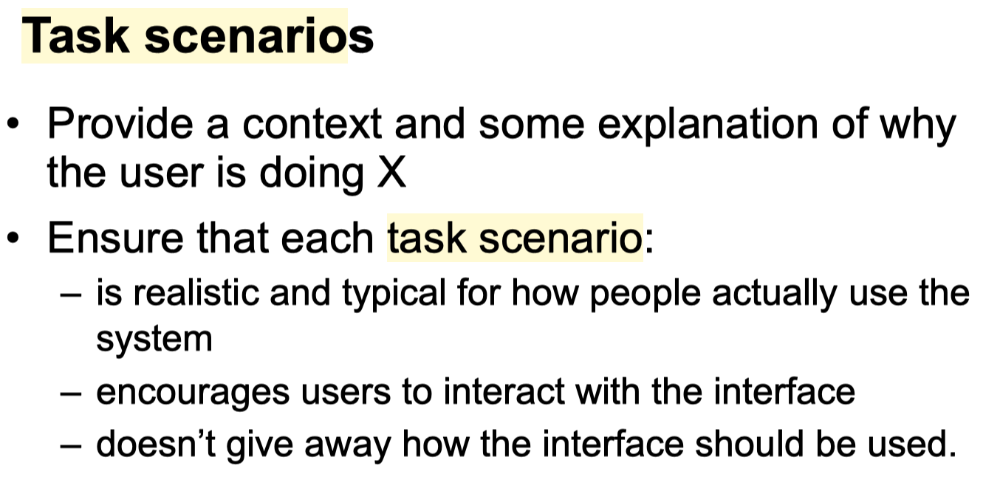 Task scenarios
• Provide a context and some explanation of why
the user is doing X
• Ensure that each task scenario:
– is realistic and typical for how people actually use the
system
– encourages users to interact with the interface
– doesn’t give away how the interface should be used.